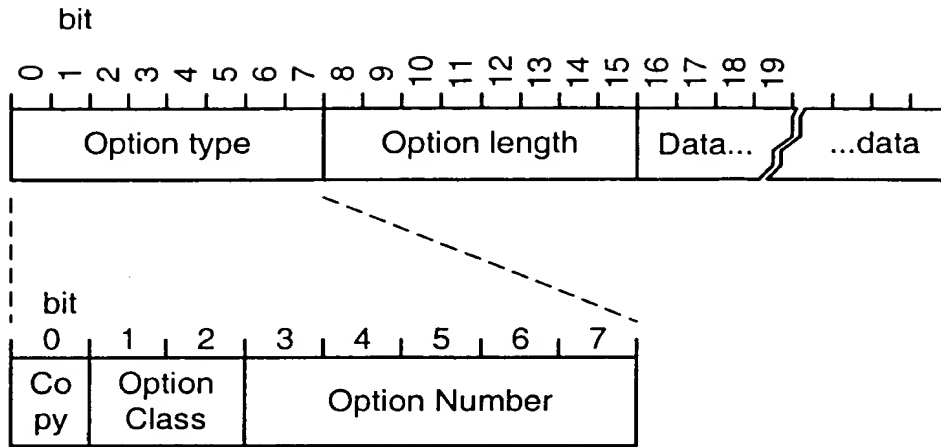 bit
0 1 2 3 4 5 6 7 8 9 10 11 12 13 14 15 16 17 18 19
Option type Option length Data... ...data
bit
0 1 2 3 4 5 6 7
Co
py
Option
Class
Option Number